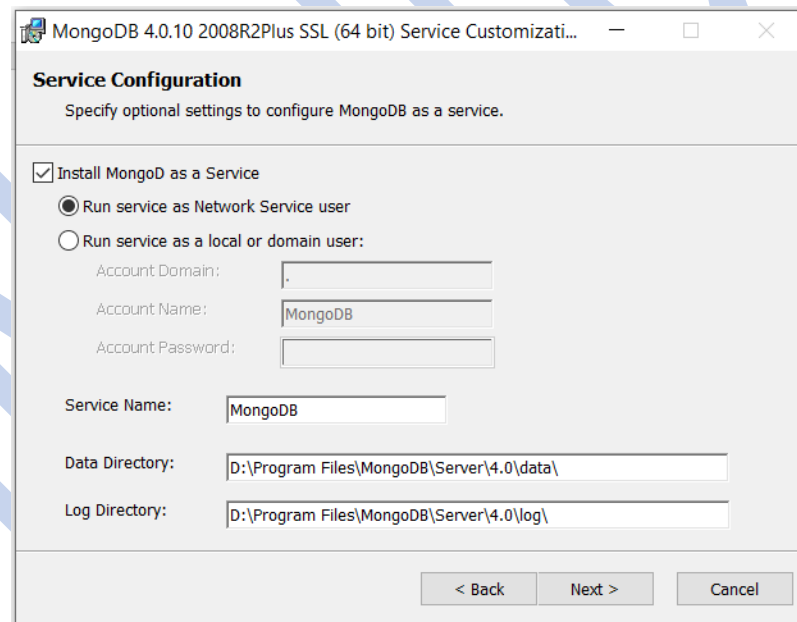 MongoDB 4.0.10 2008R2Plus SSL (64 bit) Service Customizati...
Service Configuration
Specify optional settings to configure MongoDB as a service.
Install MongoD as a Service
Run service as Network Service user
Run service as a local or domain user:
Account Domain: .
Account Name: MongoDB
Account Password:
Service Name: MongoDB
Data Directory: D:\Program Files\MongoDB\Server\4.0\data\
Log Directory: D:\Program Files\MongoDB\Server\4.0\log\
< Back Next > Cancel